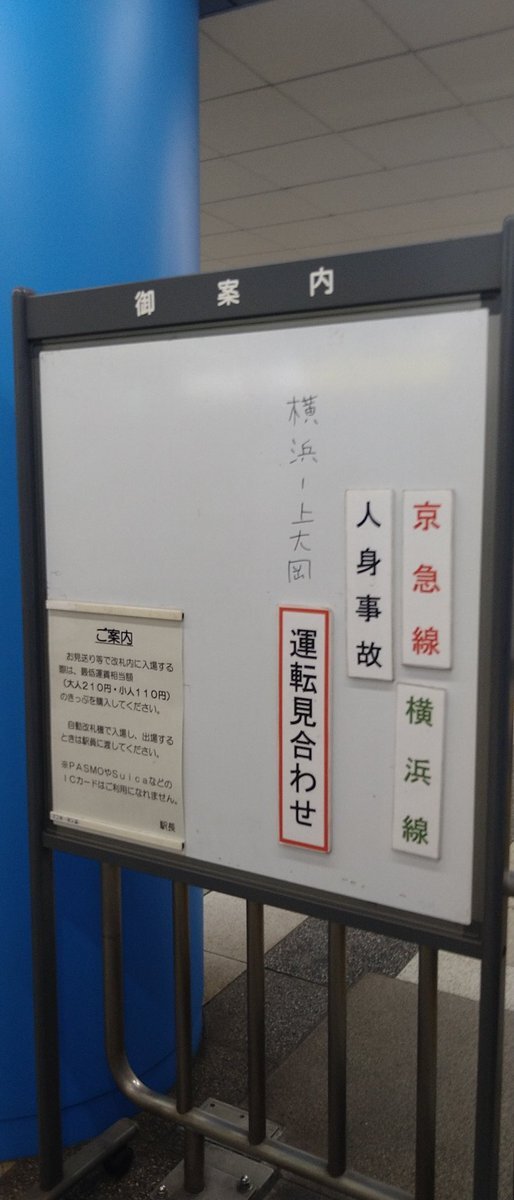 御案内
京急線
横浜線
人身事故
横浜ー上大岡
運転見合わせ
ご案内
お見送り等で改札内に入場する
際は、最低運賃相当額
(大人210円・小人110円)
のきっぷを購入してください。
自動改札機で入場し、出場する
ときは駅員に渡してください。
※PASMOやSuicaなどの
ICカードはご利用になれません。
駅長